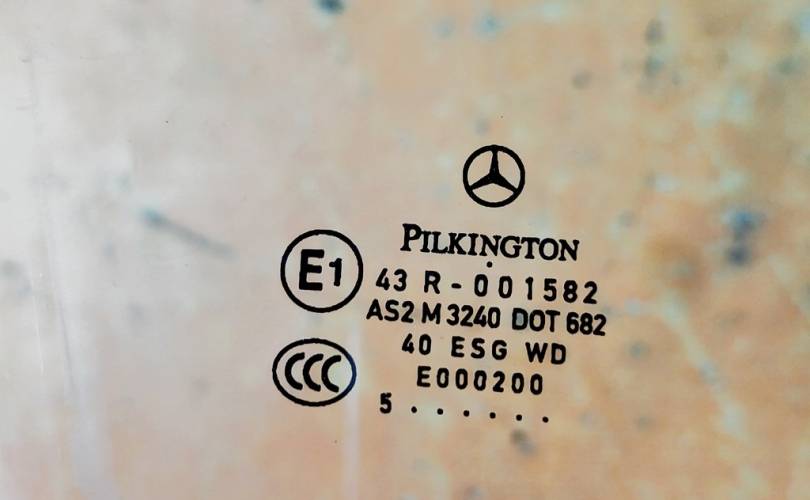 PILKINGTON
E1
43 R - 001582
AS2 M 3240 DOT 682
40 ESG WD
CCC
E000200
5 . . . . . .